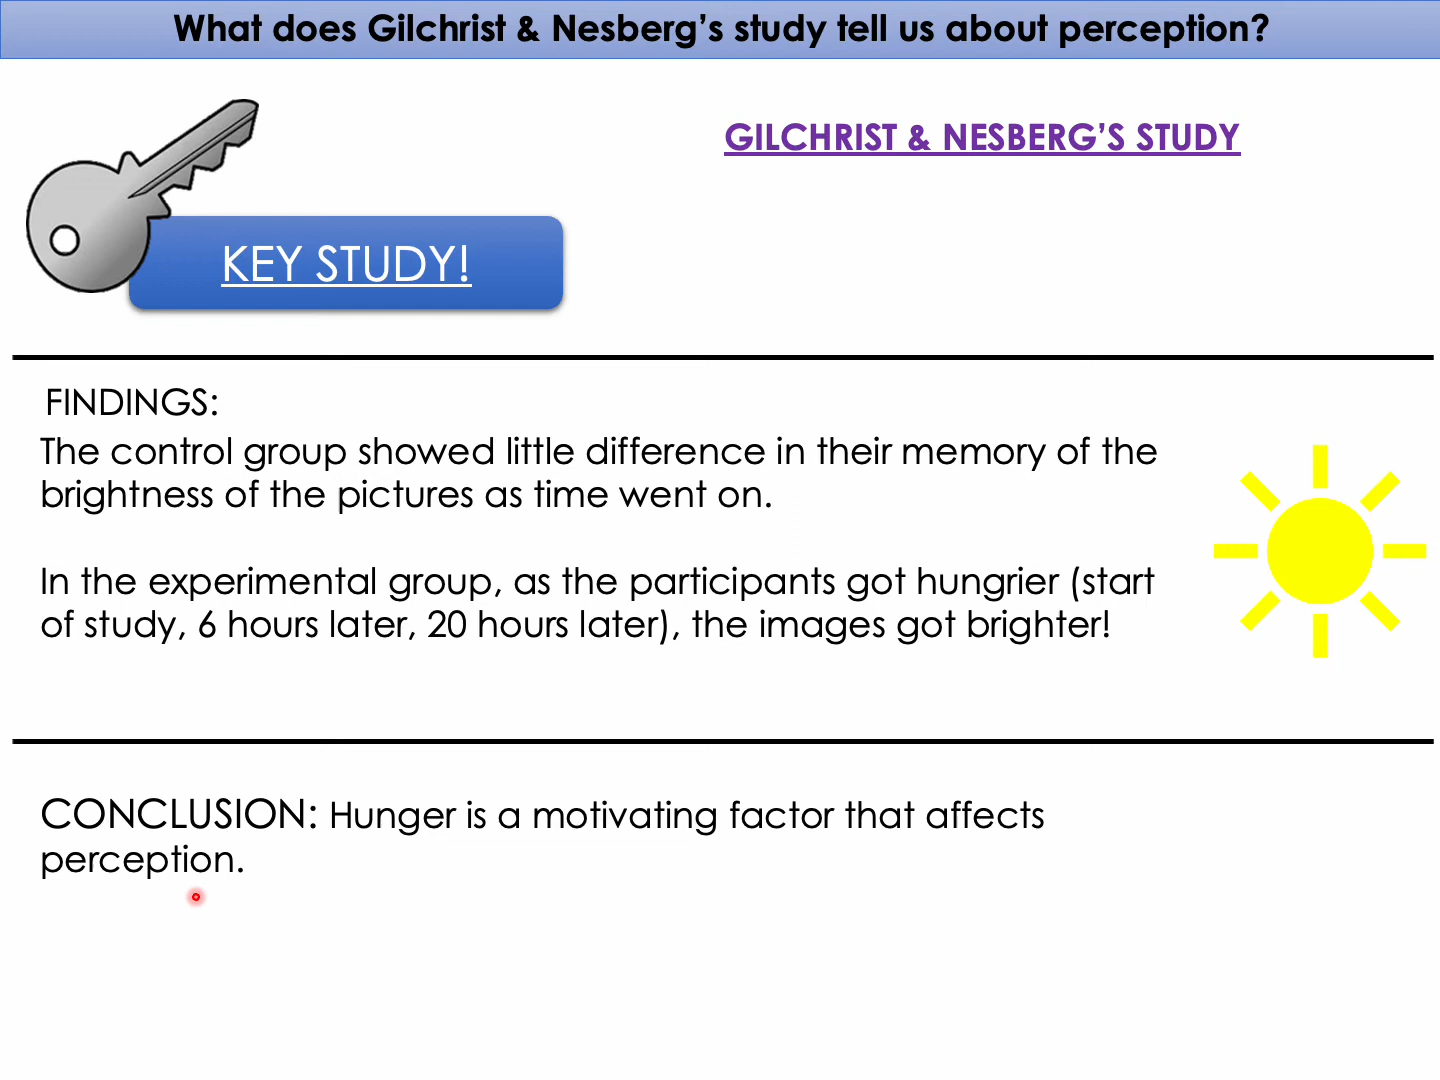 What does Gilchrist & Nesberg’s study tell us about perception?
GILCHRIST & NESBERG’S STUDY
KEY STUDY!
FINDINGS:
The control group showed little difference in their memory of the
brightness of the pictures as time went on.
In the experimental group, as the participants got hungrier (start
of study, 6 hours later, 20 hours later), the images got brighter!
CONCLUSION: Hunger is a motivating factor that affects
perception.